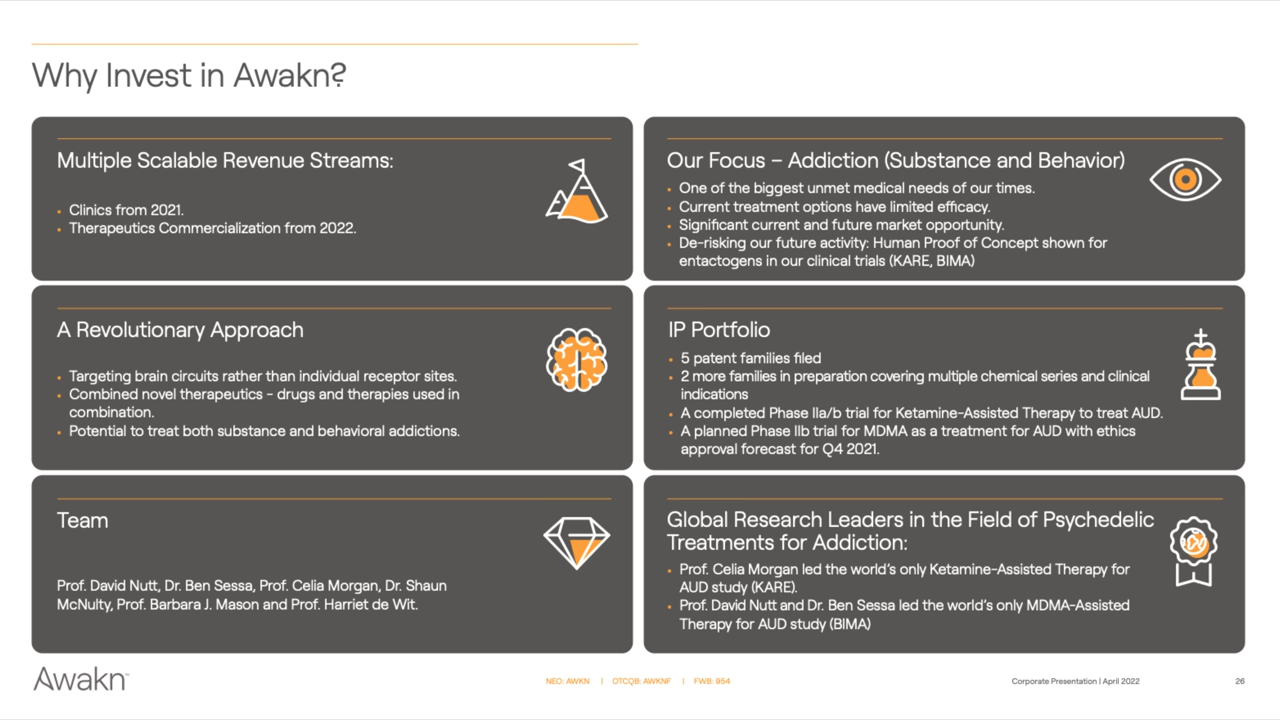 Why Invest in Awakn?
Multiple Scalable Revenue Streams:
• Clinics from 2021.
• Therapeutics Commercialization from 2022.
Our Focus – Addiction (Substance and Behavior)
• One of the biggest unmet medical needs of our times.
• Current treatment options have limited efficacy.
• Significant current and future market opportunity.
• De-risking our future activity: Human Proof of Concept shown for
entactogens in our clinical trials (KARE, BIMA)
A Revolutionary Approach
• Targeting brain circuits rather than individual receptor sites.
• Combined novel therapeutics - drugs and therapies used in
combination.
• Potential to treat both substance and behavioral addictions.
IP Portfolio
• 5 patent families filed
• 2 more families in preparation covering multiple chemical series and clinical
indications
• A completed Phase IIa/b trial for Ketamine-Assisted Therapy to treat AUD.
• A planned Phase IIb trial for MDMA as a treatment for AUD with ethics
approval forecast for Q4 2021.
Team
Prof. David Nutt, Dr. Ben Sessa, Prof. Celia Morgan, Dr. Shaun
McNulty, Prof. Barbara J. Mason and Prof. Harriet de Wit.
Global Research Leaders in the Field of Psychedelic
Treatments for Addiction:
• Prof. Celia Morgan led the world's only Ketamine-Assisted Therapy for
AUD study (KARE).
• Prof. David Nutt and Dr. Ben Sessa led the world's only MDMA-Assisted
Therapy for AUD study (BIMA)
Awakn™
NEO: AWKN | OTCQB: AWKNF | FWB: 954
Corporate Presentation | April 2022
26